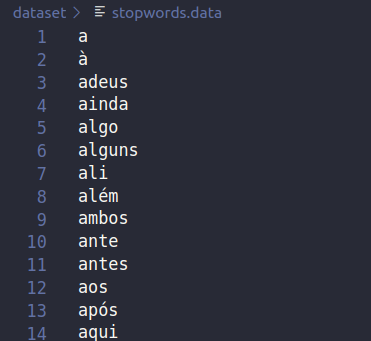 dataset > stopwords.data
1 a
2 à
3 adeus
4 ainda
5 algo
6 alguns
7 ali
8 além
9 ambos
10 ante
11 antes
12 aos
13 após
14 aqui